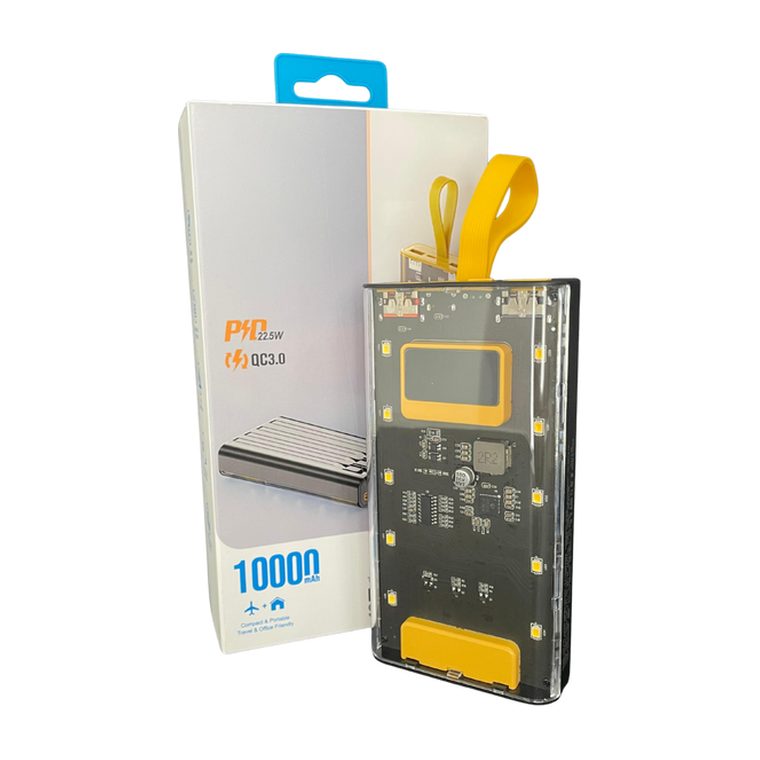 PD 22.5W
QC3.0
10000 mAh
+
Compact & Portable
Travel & Office Friendly
2R2